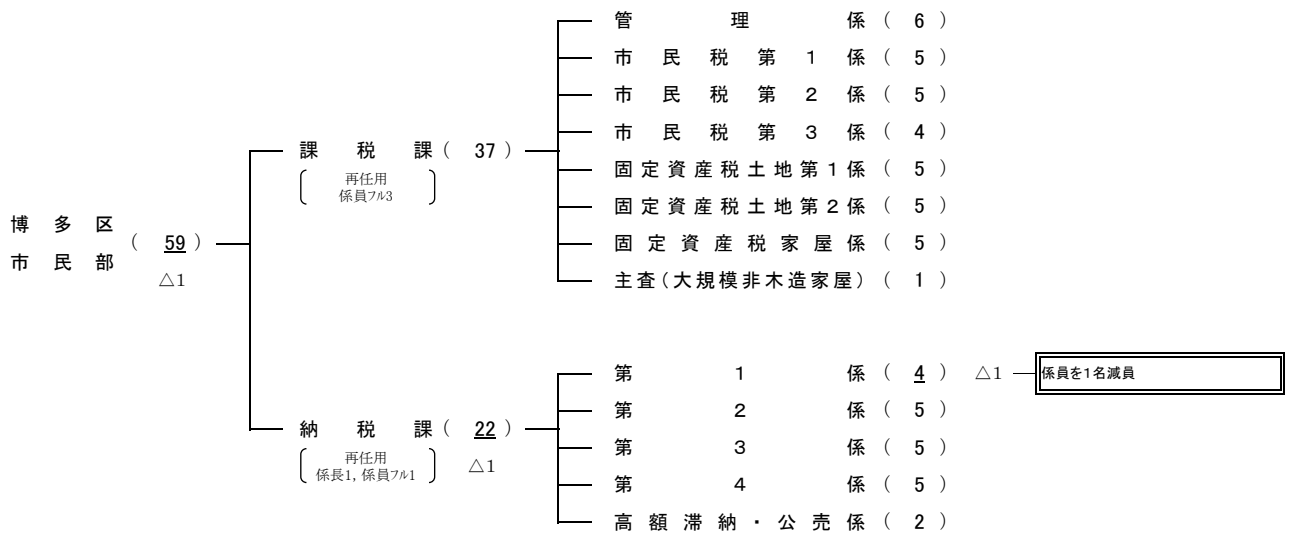 管理係( 6 )
市民税第1係( 5 )
市民税第2係( 5 )
市民税第3係( 4 )
課税課( 37 )
再任用
係員フル3
固定資産税土地第1係( 5 )
固定資産税土地第2係( 5 )
博多区
市民部
( 59 )
△1
固定資産税家屋係( 5 )
主査(大規模非木造家屋)( 1 )
第1係( 4 ) △1
係員を1名減員
第2係( 5 )
納税課( 22 )
再任用
係長1, 係員フル1
△1
第3係( 5 )
第4係( 5 )
高額滞納・公売係( 2 )